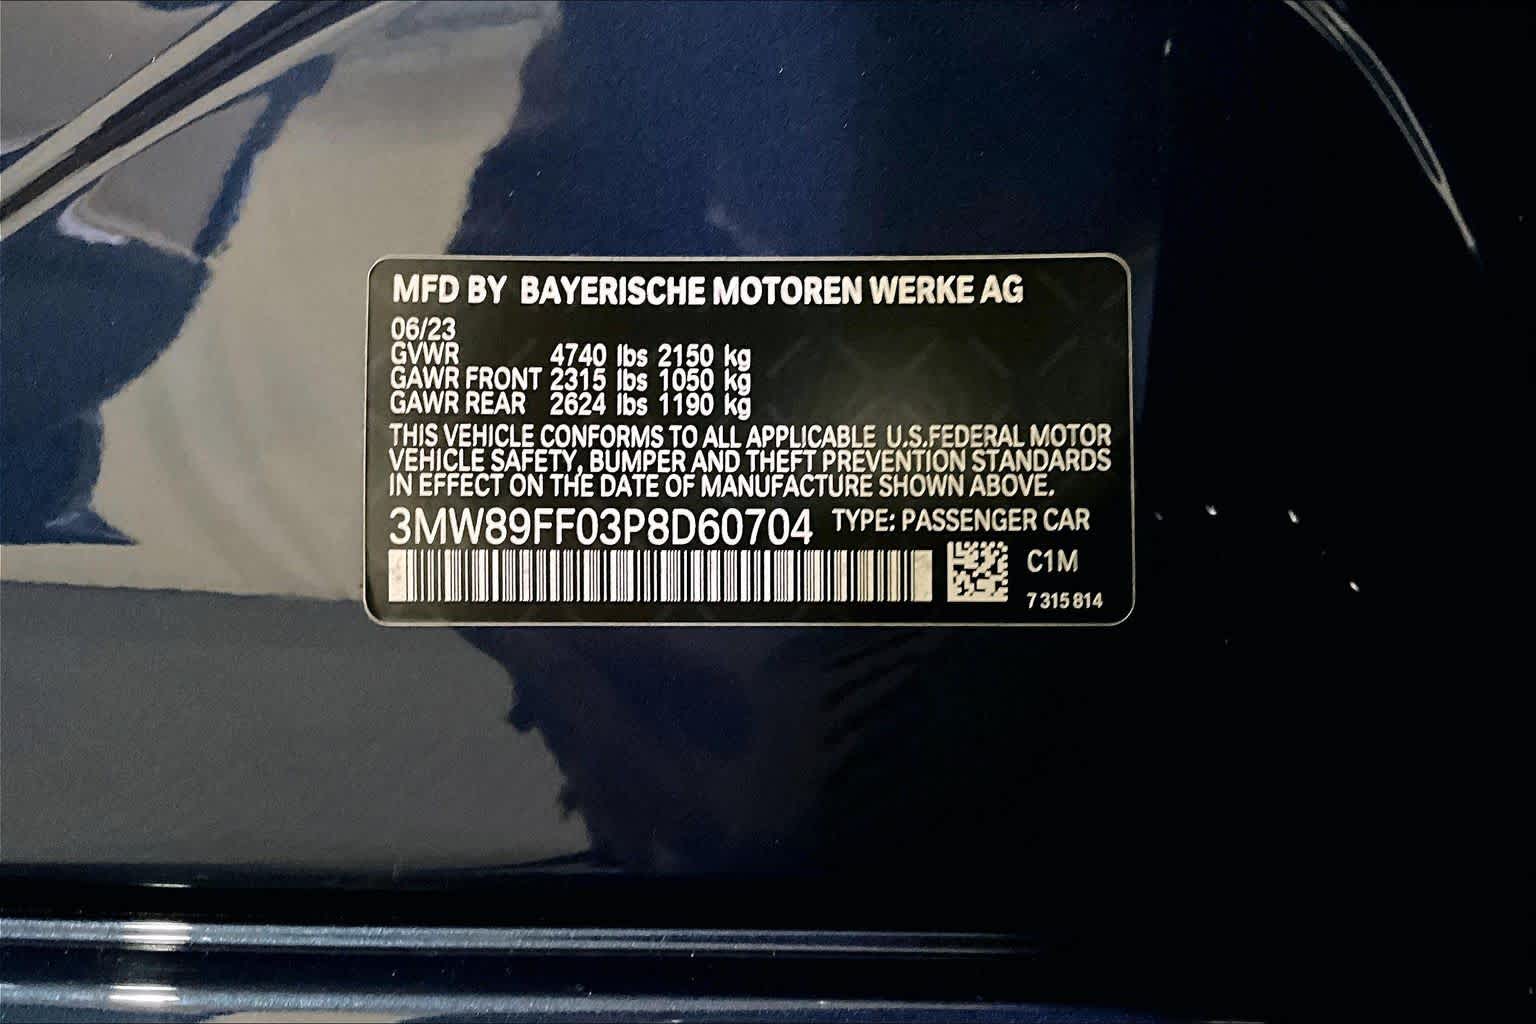 MFD BY BAYERISCHE MOTOREN WERKE AG
06/23
GVWR 4740 lbs 2150 kg
GAWR FRONT 2315 lbs 1050 kg
GAWR REAR 2624 lbs 1190 kg
THIS VEHICLE CONFORMS TO ALL APPLICABLE U.S.FEDERAL MOTOR
VEHICLE SAFETY, BUMPER AND THEFT PREVENTION STANDARDS
IN EFFECT ON THE DATE OF MANUFACTURE SHOWN ABOVE.
3MW89FF03P8D60704 TYPE: PASSENGER CAR
C1M
7 315 814